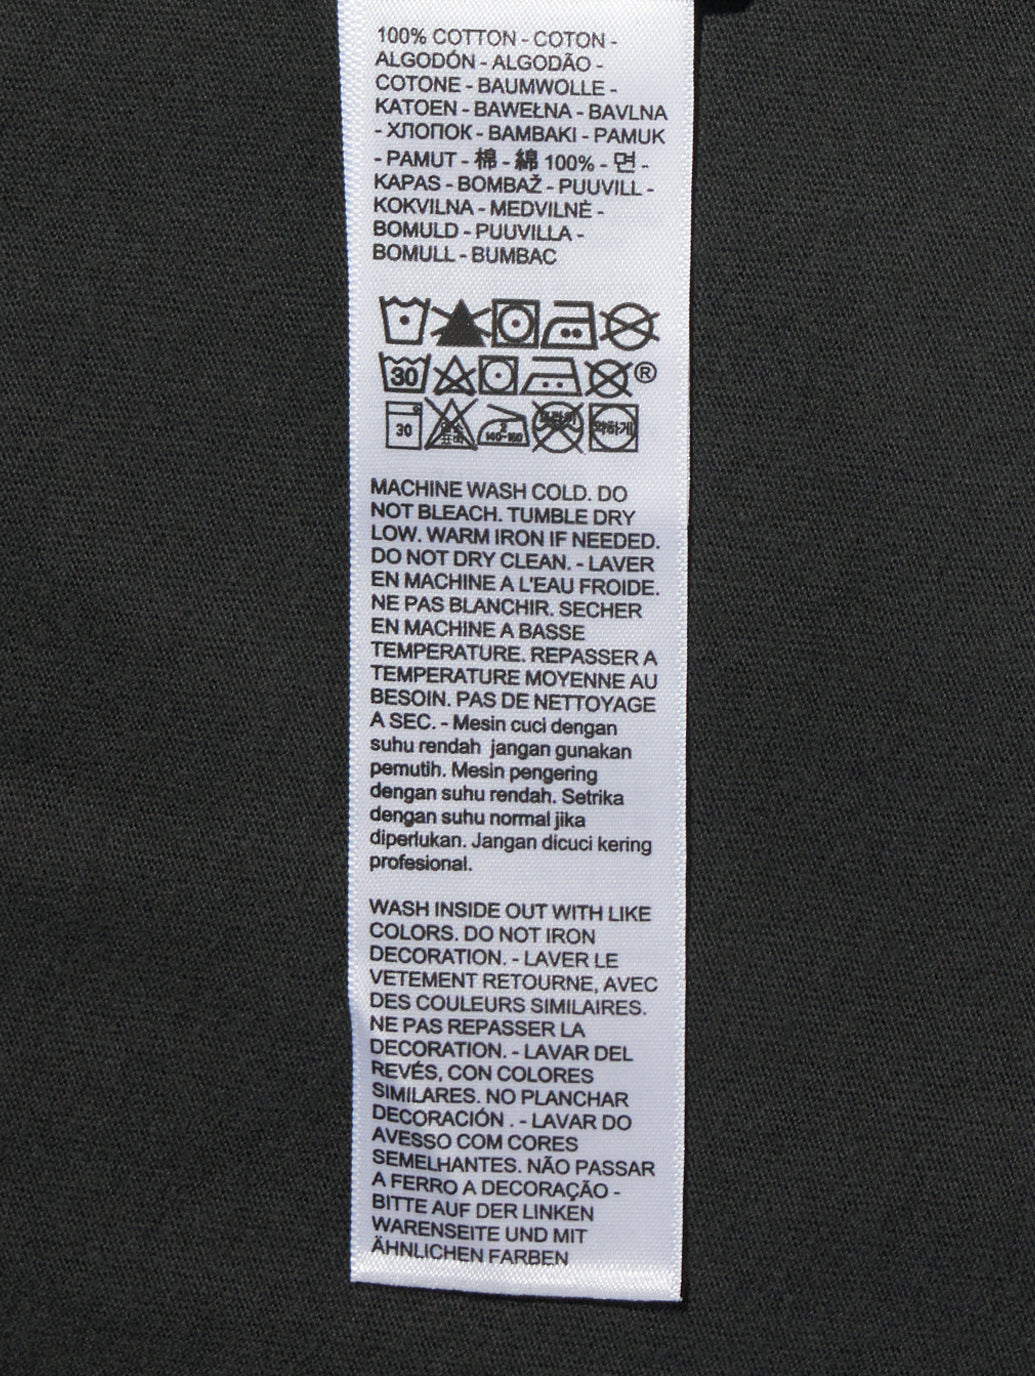 100% COTTON - COTON -
ALGODÓN - ALGODÃO -
COTONE - BAUMWOLLE -
KATOEN - BAWEŁNA - BAVLNA
- ХЛОПОК - BAMBAKI - PAMUK
- PAMUT - 棉 - 綿 100% - 면 -
KAPAS - BOMBAŽ - PUUVILL -
KOKVILNA - MEDVILNĖ -
BOMULD - PUUVILLA -
BOMULL - BUMBAC
30 ®
30 140-160 약하게
MACHINE WASH COLD. DO
NOT BLEACH. TUMBLE DRY
LOW. WARM IRON IF NEEDED.
DO NOT DRY CLEAN. - LAVER
EN MACHINE A L'EAU FROIDE.
NE PAS BLANCHIR. SECHER
EN MACHINE A BASSE
TEMPERATURE. REPASSER A
TEMPERATURE MOYENNE AU
BESOIN. PAS DE NETTOYAGE
A SEC. - Mesin cuci dengan
suhu rendah jangan gunakan
pemutih. Mesin pengering
dengan suhu rendah. Setrika
dengan suhu normal jika
diperlukan. Jangan dicuci kering
profesional.
WASH INSIDE OUT WITH LIKE
COLORS. DO NOT IRON
DECORATION. - LAVER LE
VETEMENT RETOURNE, AVEC
DES COULEURS SIMILAIRES.
NE PAS REPASSER LA
DECORATION. - LAVAR DEL
REVÉS, CON COLORES
SIMILARES. NO PLANCHAR
DECORACIÓN . - LAVAR DO
AVESSO COM CORES
SEMELHANTES. NÃO PASSAR
A FERRO A DECORAÇÃO -
BITTE AUF DER LINKEN
WARENSEITE UND MIT
ÄHNLICHEN FARBEN